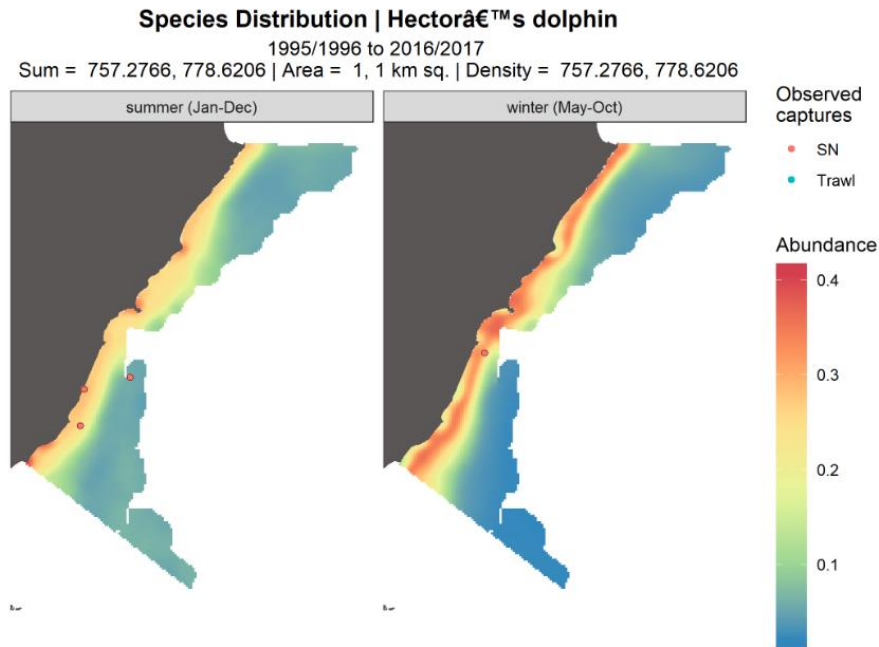 Species Distribution | Hectorâ€™s dolphin
1995/1996 to 2016/2017
Sum = 757.2766, 778.6206 | Area = 1, 1 km sq. | Density = 757.2766, 778.6206
summer (Jan-Dec)
winter (May-Oct)
Observed
captures
SN
Trawl
Abundance
0.4
0.3
0.2
0.1